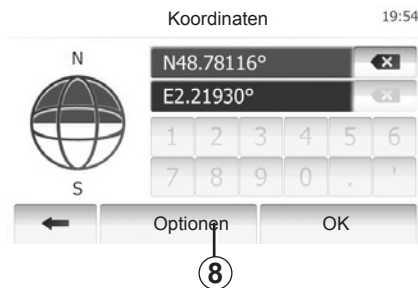 Koordinaten 19:54
N
N48.78116°
E2.21930°
1 2 3 4 5 6
7 8 9 0 . '
S
Optionen OK
8